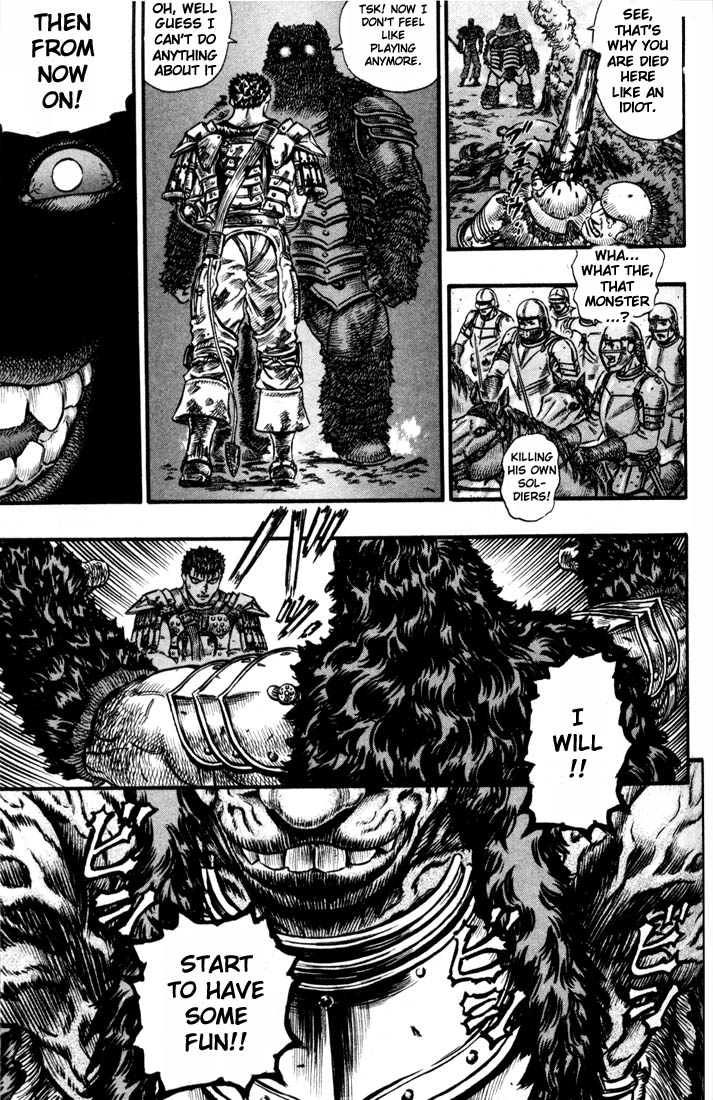 SEE,
THAT'S
WHY YOU
ARE DIED
HERE
LIKE AN
IDIOT.
WHA...
WHAT THE,
THAT
MONSTER
...?
KILLING
HIS OWN
SOL-
DIERS!
TSK! NOW I
DON'T FEEL
LIKE
PLAYING
ANYMORE.
OH, WELL
GUESS I
CAN'T DO
ANYTHING
ABOUT IT
THEN
FROM
NOW
ON!
I
WILL
!!
START
TO HAVE
SOME
FUN!!